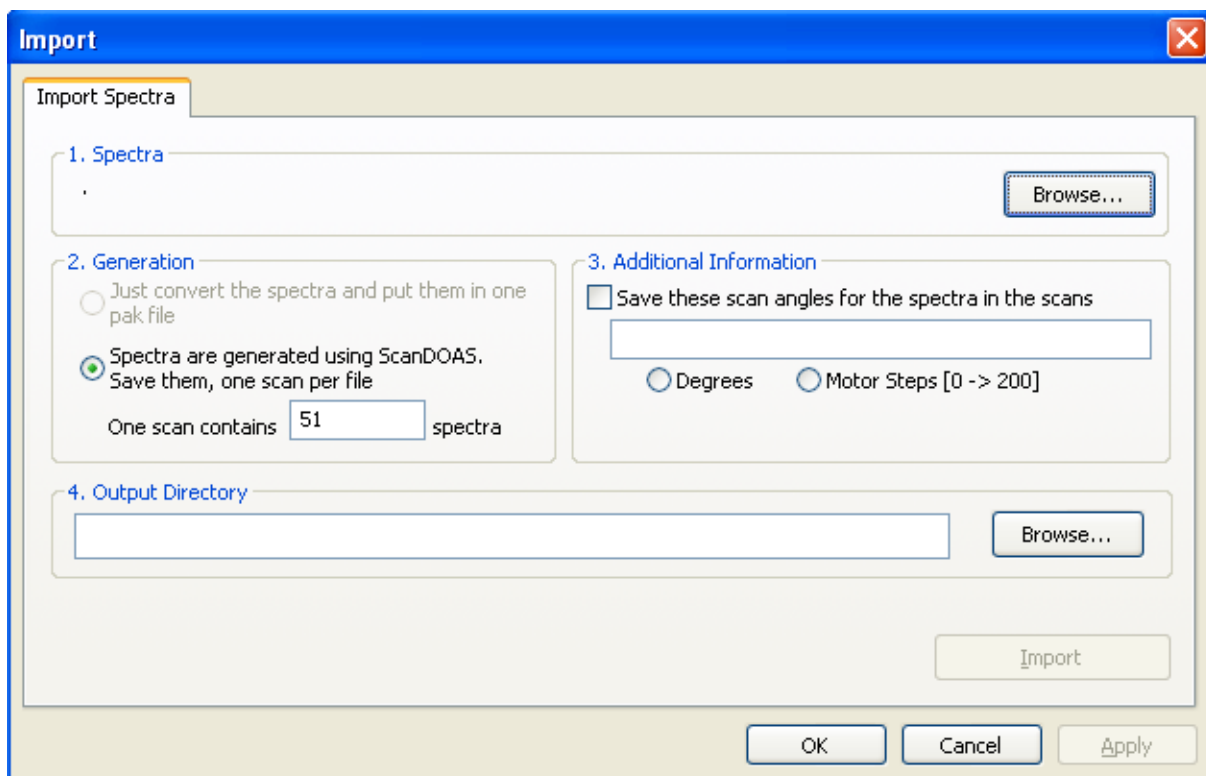 Import
Import Spectra
1. Spectra
.
Browse...
2. Generation
Just convert the spectra and put them in one
pak file
Spectra are generated using ScanDOAS.
Save them, one scan per file
One scan contains 51 spectra
3. Additional Information
Save these scan angles for the spectra in the scans
Degrees Motor Steps [0 -> 200]
4. Output Directory
Browse...
Import
OK Cancel Apply